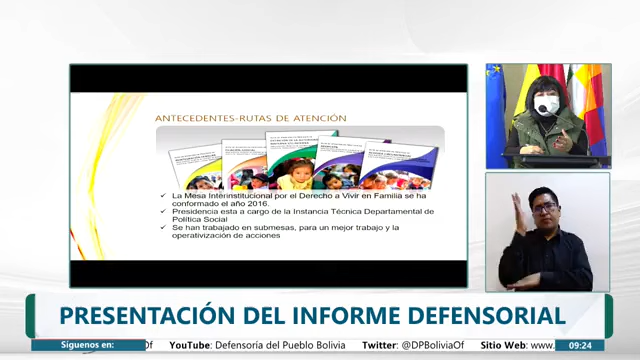 ANTECEDENTES-RUTAS DE ATENCIÓN
✓ La Mesa Interinstitucional por el Derecho a Vivir en Familia se ha
conformado el año 2016.
✓ Presidencia esta a cargo de la Instancia Técnica Departamental de
Política Social
✓ Se han trabajado en submesas, para un mejor trabajo y la
operativización de acciones
PRESENTACIÓN DEL INFORME DEFENSORIAL
Síguenos en: Of YouTube: Defensoria del Pueblo Bolivia Twitter: @DPBoliviaOf Sitio Web: www. 09:24